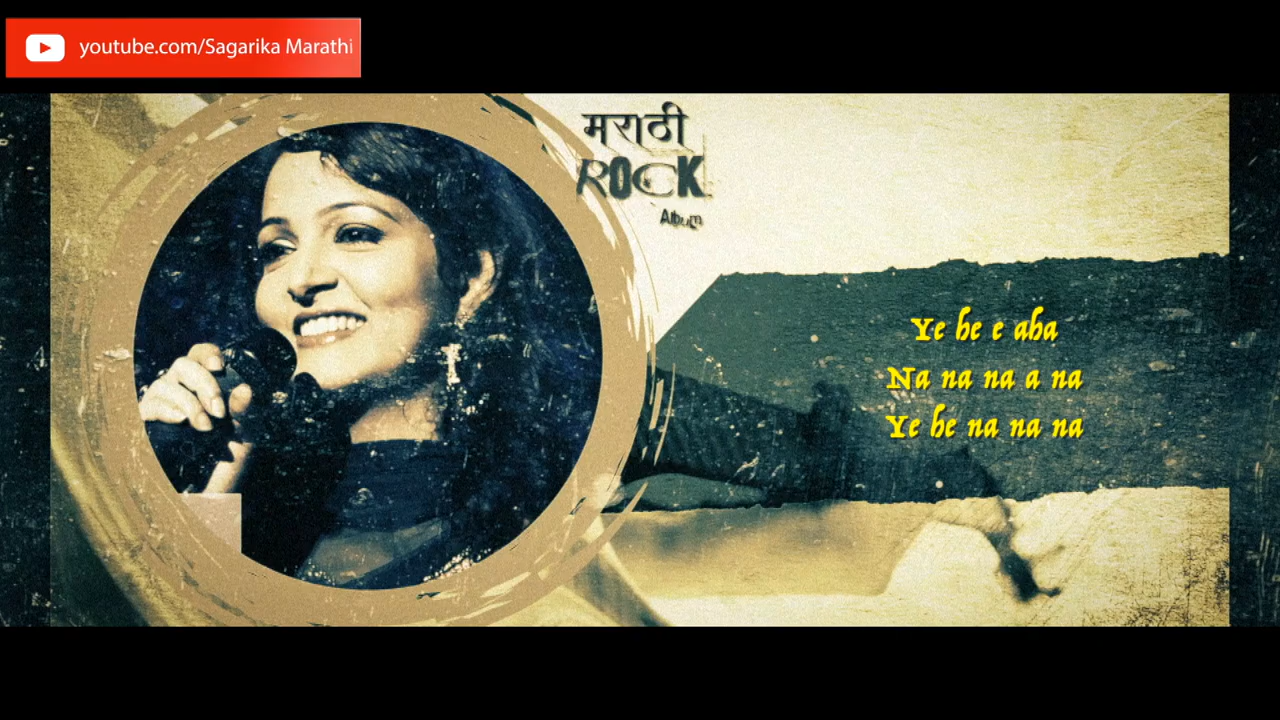 youtube.com/Sagarika Marathi
मराठी
ROCK
Album
Ye he e aha
Na na na a na
Ye he na na na